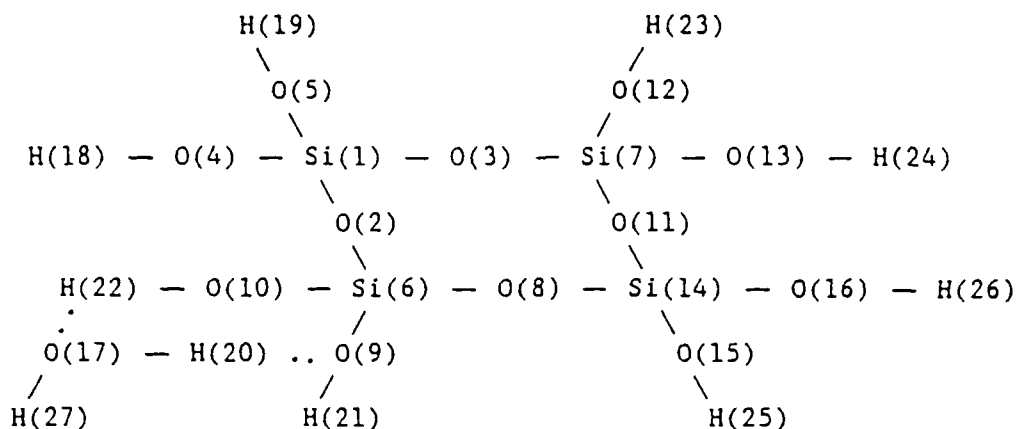 H(19) H(23)
O(5) O(12)
H(18) — O(4) — Si(1) — O(3) — Si(7) — O(13) — H(24)
O(2) O(11)
H(22) — O(10) — Si(6) — O(8) — Si(14) — O(16) — H(26)
O(17) — H(20) .. O(9) O(15)
H(27) H(21) H(25)